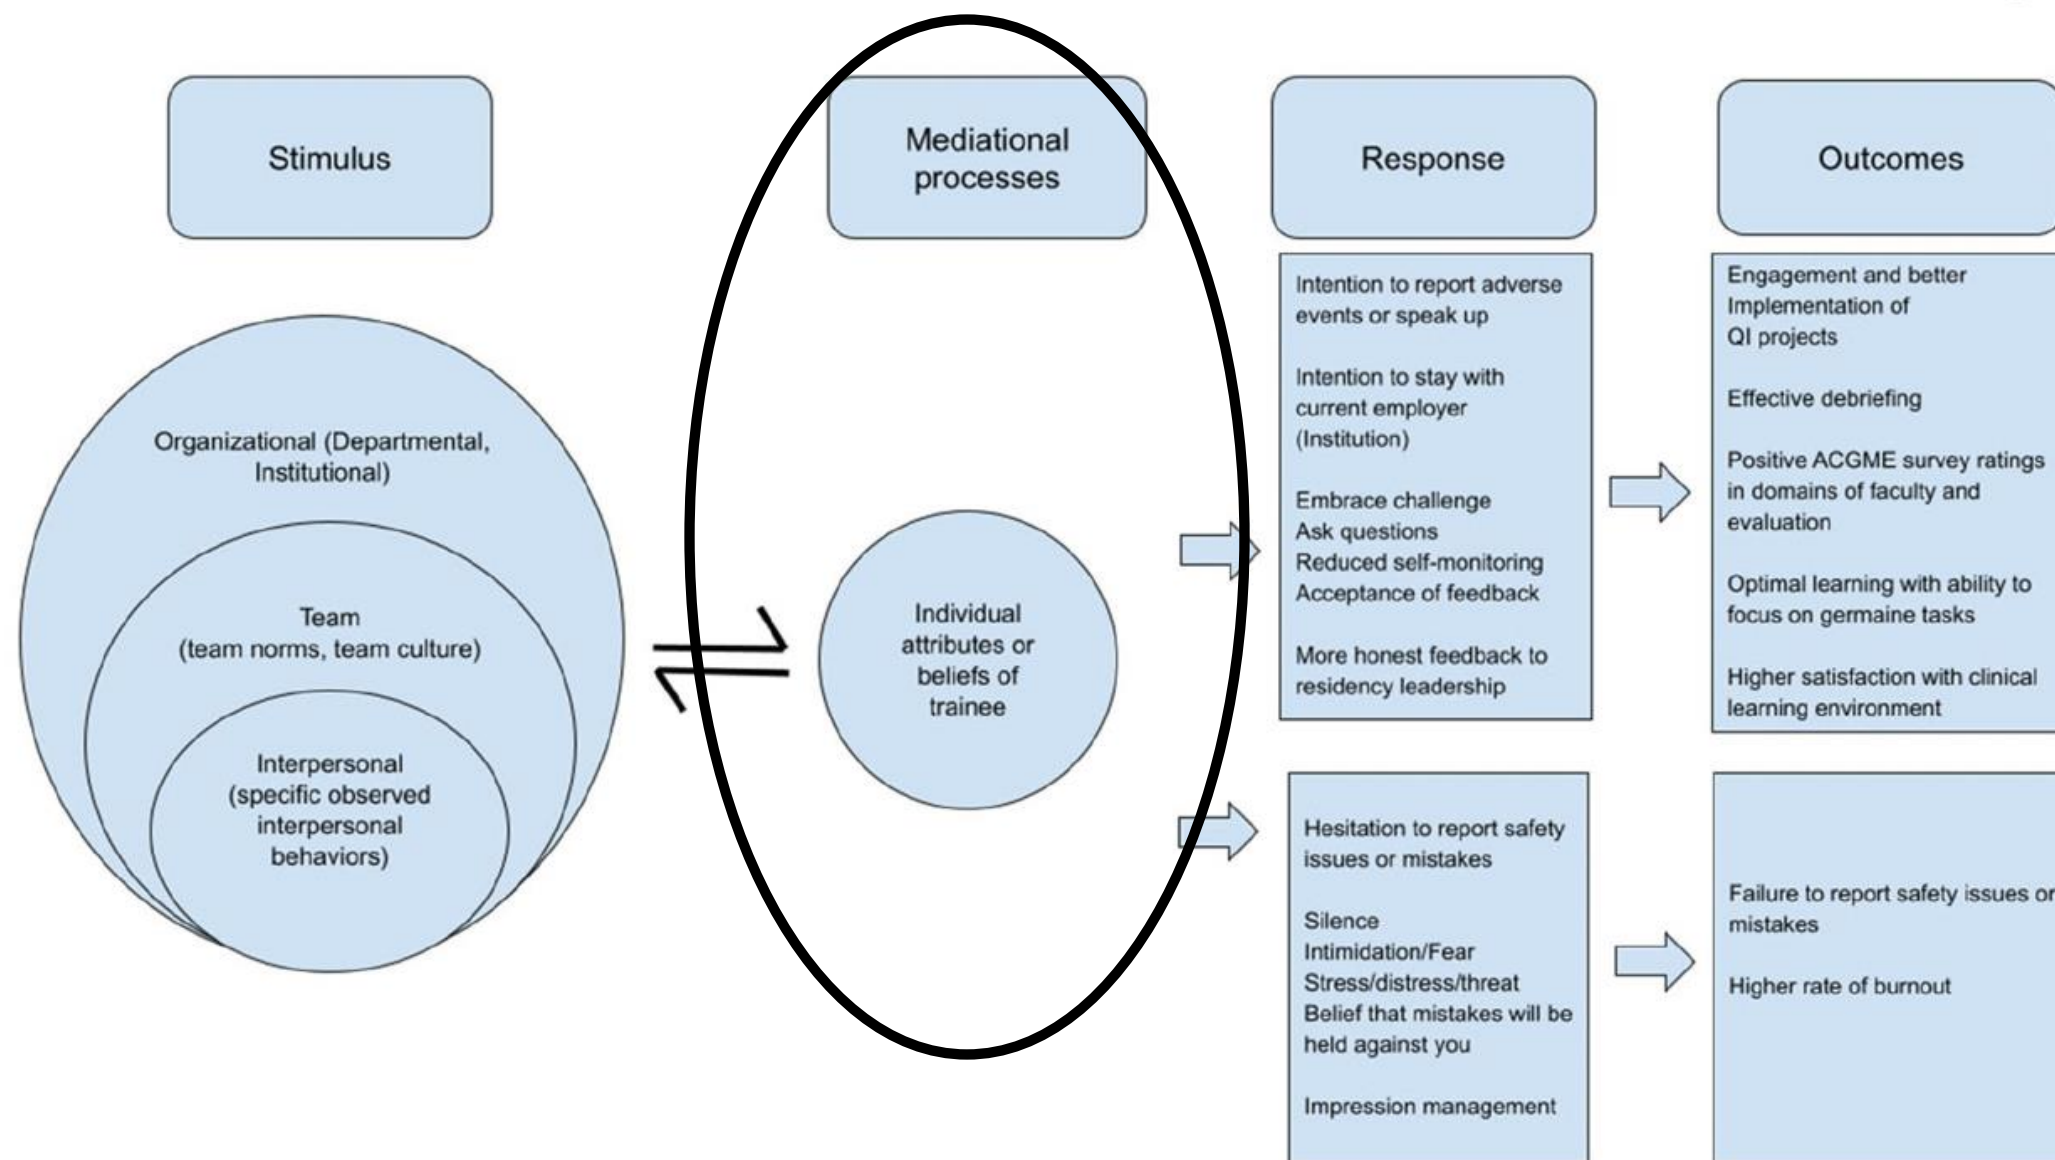 Stimulus
Mediational
processes
Response
Outcomes
Organizational (Departmental,
Institutional)
Team
(team norms, team culture)
Interpersonal
(specific observed
interpersonal
behaviors)
Individual
attributes or
beliefs of
trainee
Intention to report adverse
events or speak up
Intention to stay with
current employer
(Institution)
Embrace challenge
Ask questions
Reduced self-monitoring
Acceptance of feedback
More honest feedback to
residency leadership
Engagement and better
Implementation of
QI projects
Effective debriefing
Positive ACGME survey ratings
in domains of faculty and
evaluation
Optimal learning with ability to
focus on germaine tasks
Higher satisfaction with clinical
learning environment
Hesitation to report safety
issues or mistakes
Silence
Intimidation/Fear
Stress/distress/threat
Belief that mistakes will be
held against you
Impression management
Failure to report safety issues or
mistakes
Higher rate of burnout